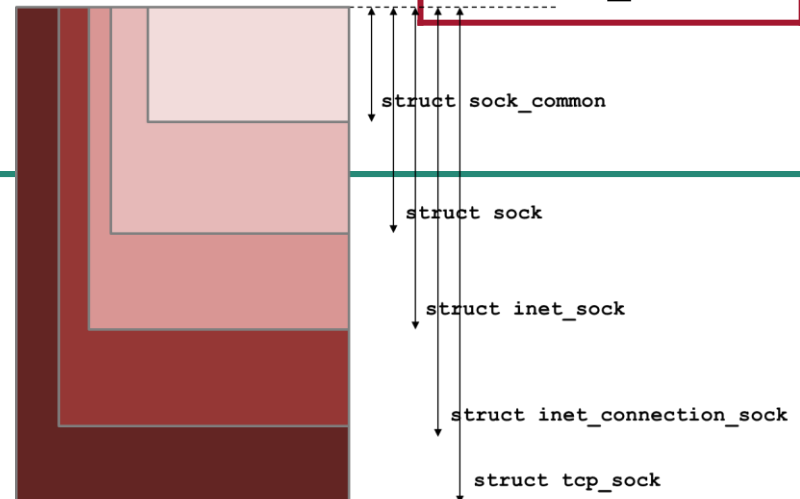 struct sock_common
struct sock
struct inet_sock
struct inet_connection_sock
struct tcp_sock